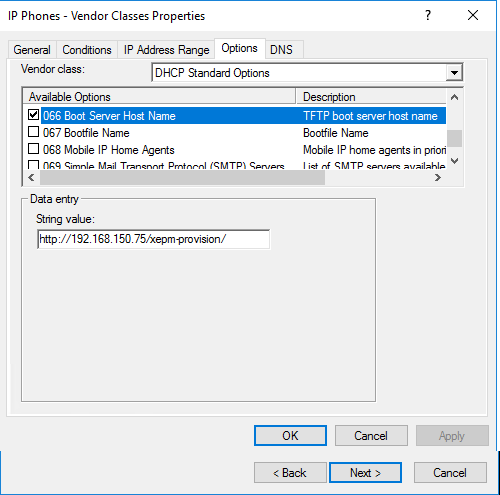 IP Phones - Vendor Classes Properties ?
General Conditions IP Address Range Options DNS
Vendor class: DHCP Standard Options
Available Options Description
066 Boot Server Host Name TFTP boot server host name
067 Bootfile Name Bootfile Name
068 Mobile IP Home Agents Mobile IP home agents in priori
069 Simple Mail Transport Protocol (SMTP) Servers List of SMTP servers available
Data entry
String value:
http://192.168.150.75/xepm-provision/
OK Cancel Apply
< Back Next > Cancel